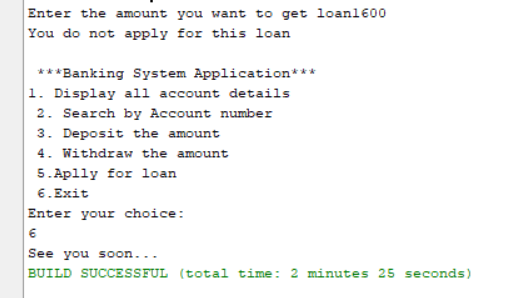 Enter the amount you want to get loan1600
You do not apply for this loan
***Banking System Application***
1. Display all account details
2. Search by Account number
3. Deposit the amount
4. Withdraw the amount
5.Aplly for loan
6.Exit
Enter your choice:
6
See you soon...
BUILD SUCCESSFUL (total time: 2 minutes 25 seconds)